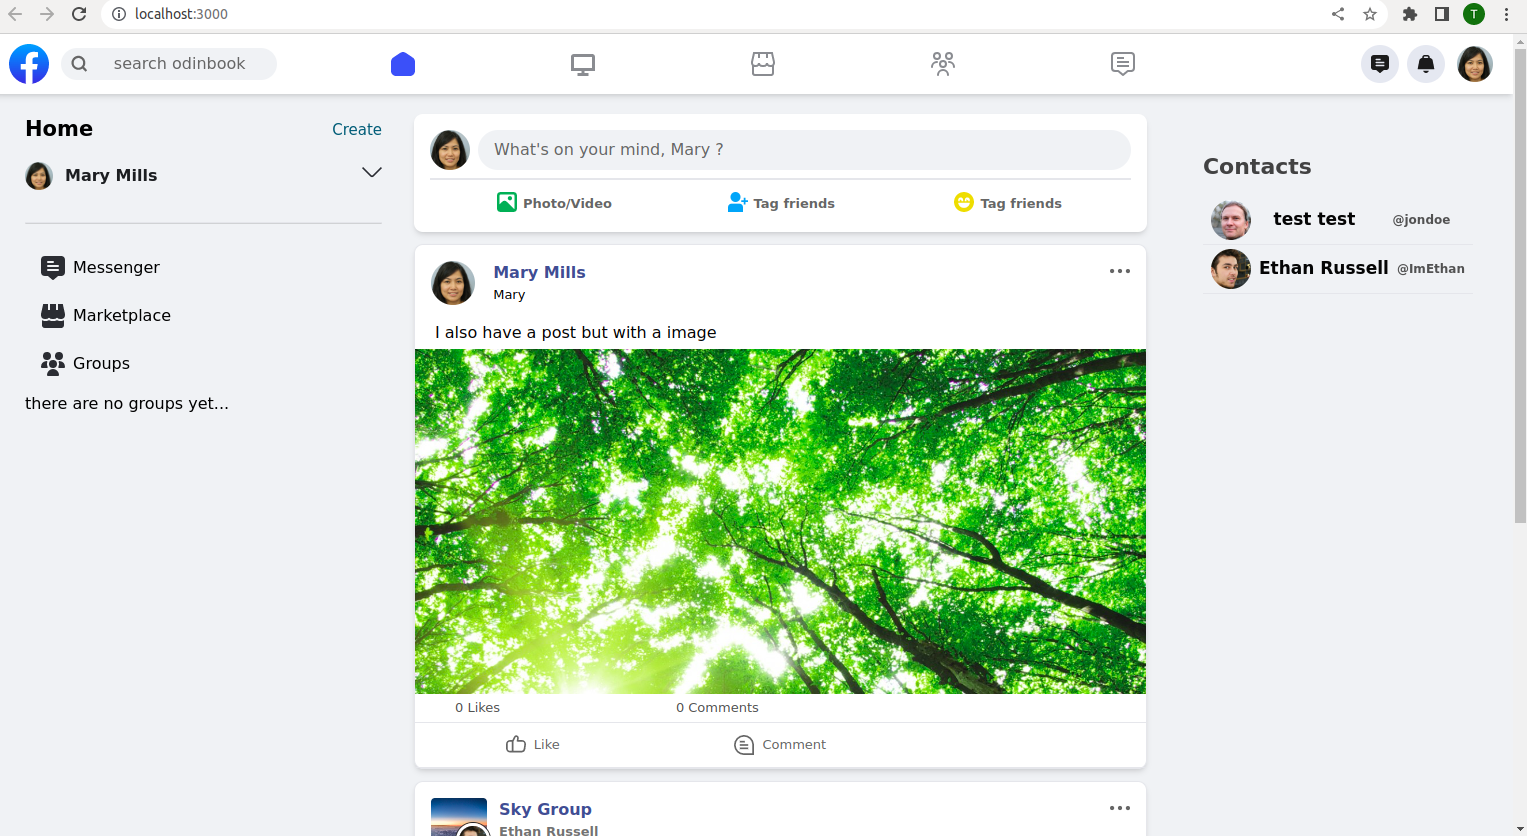 localhost:3000
T
search odinbook
Home
Create
Mary Mills
Messenger
Marketplace
Groups
there are no groups yet...
What's on your mind, Mary ?
Photo/Video
Tag friends
Tag friends
Mary Mills
Mary
I also have a post but with a image
0 Likes
0 Comments
Like
Comment
Sky Group
Ethan Russell
Contacts
test test
@jondoe
Ethan Russell
@ImEthan